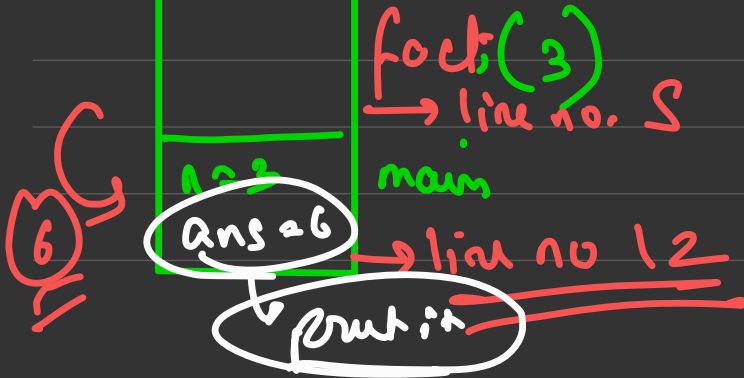 fact(3)
→ line no. 5
n = 3 main
6 ans = 6
→ line no 12
print it